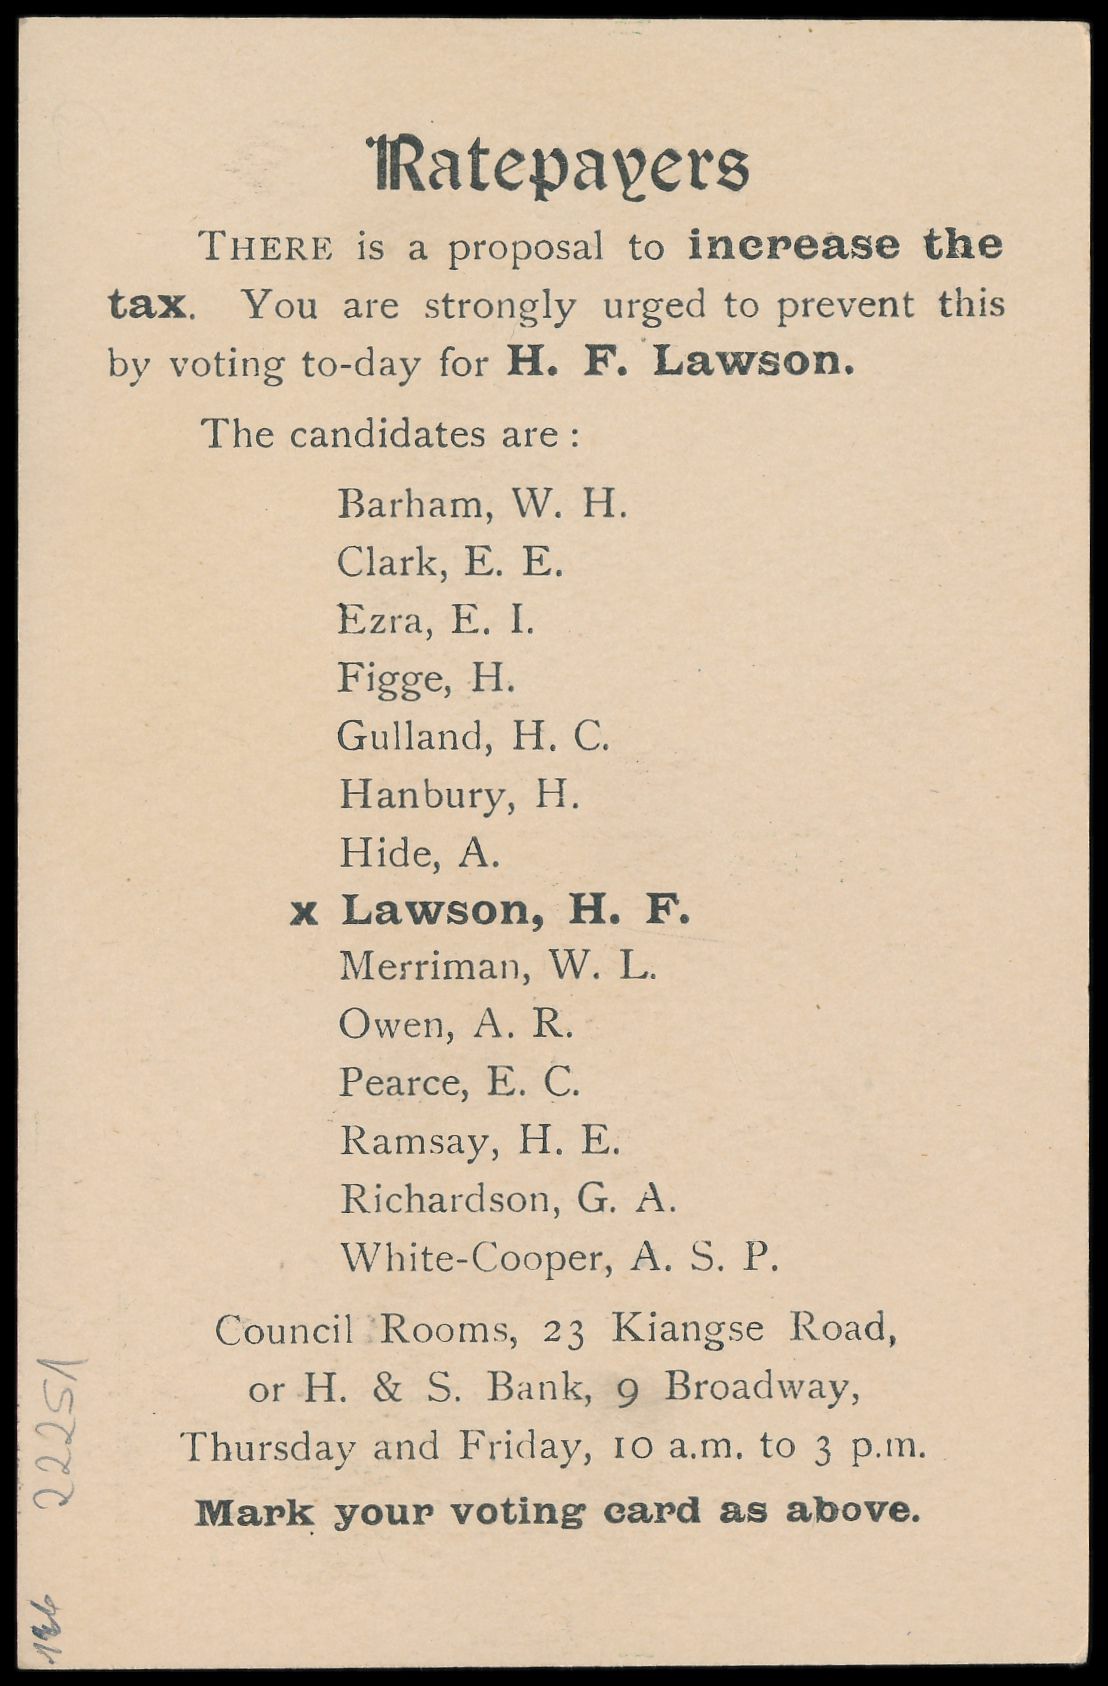 Ratepayers
THERE is a proposal to increase the
tax. You are strongly urged to prevent this
by voting to-day for H. F. Lawson.
The candidates are :
Barham, W. H.
Clark, E. E.
Ezra, E. I.
Figge, H.
Gulland, H. C.
Hanbury, H.
Hide, A.
x Lawson, H. F.
Merriman, W. L.
Owen, A. R.
Pearce, E. C.
Ramsay, H. E.
Richardson, G. A.
White-Cooper, A. S. P.
Council Rooms, 23 Kiangse Road,
or H. & S. Bank, 9 Broadway,
Thursday and Friday, 10 a.m. to 3 p.m.
Mark your voting card as above.
22251